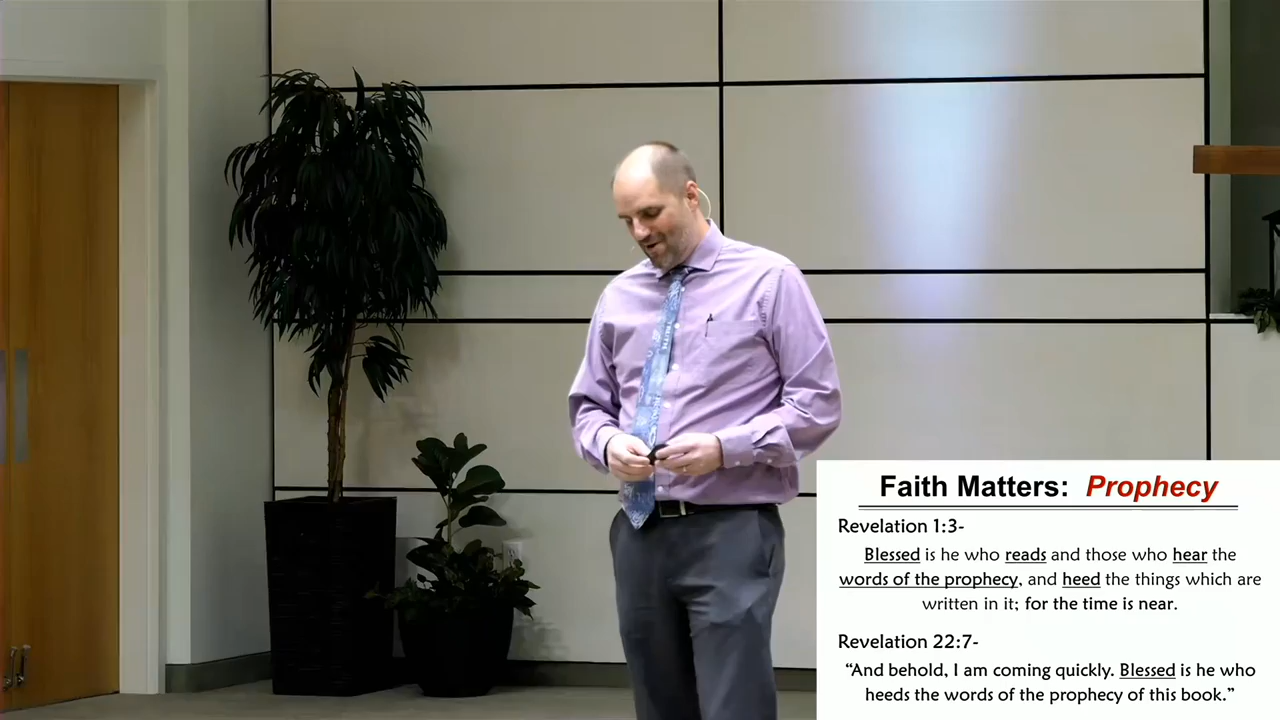 Faith Matters: Prophecy
Revelation 1:3-
Blessed is he who reads and those who hear the
words of the prophecy, and heed the things which are
written in it; for the time is near.
Revelation 22:7-
“And behold, I am coming quickly. Blessed is he who
heeds the words of the prophecy of this book.”